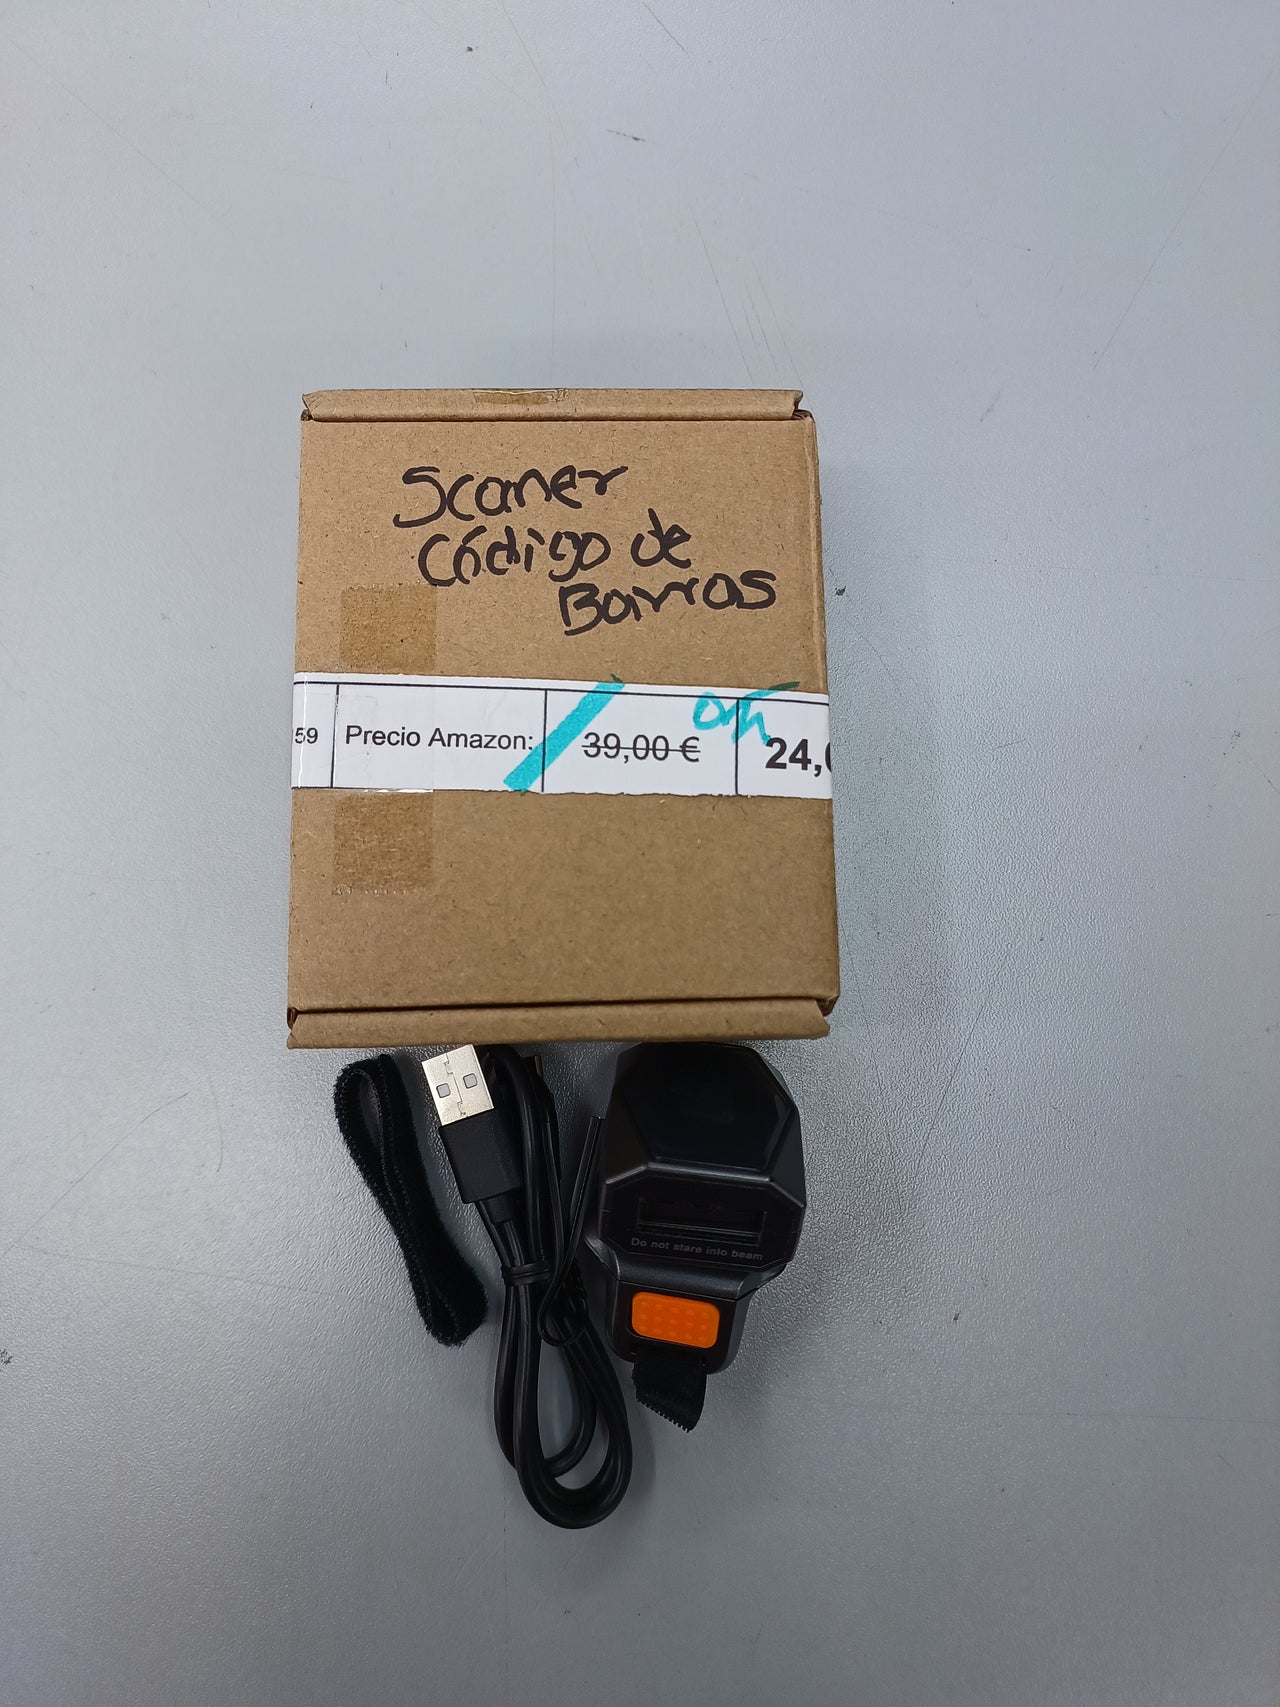 Scaner
Código de
Barras
59 Precio Amazon: 39,00 € 24,
Do not stare into beam